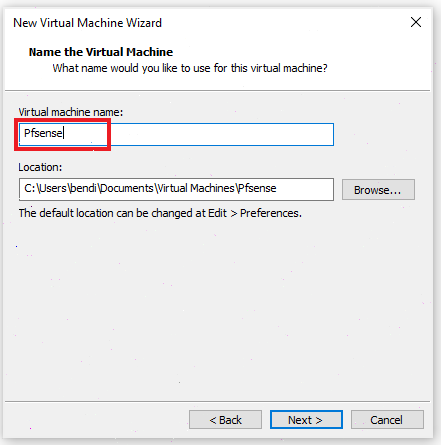 New Virtual Machine Wizard
Name the Virtual Machine
What name would you like to use for this virtual machine?
Virtual machine name:
Pfsense
Location:
C:\Users\bendi\Documents\Virtual Machines\Pfsense
Browse...
The default location can be changed at Edit > Preferences.
< Back
Next >
Cancel